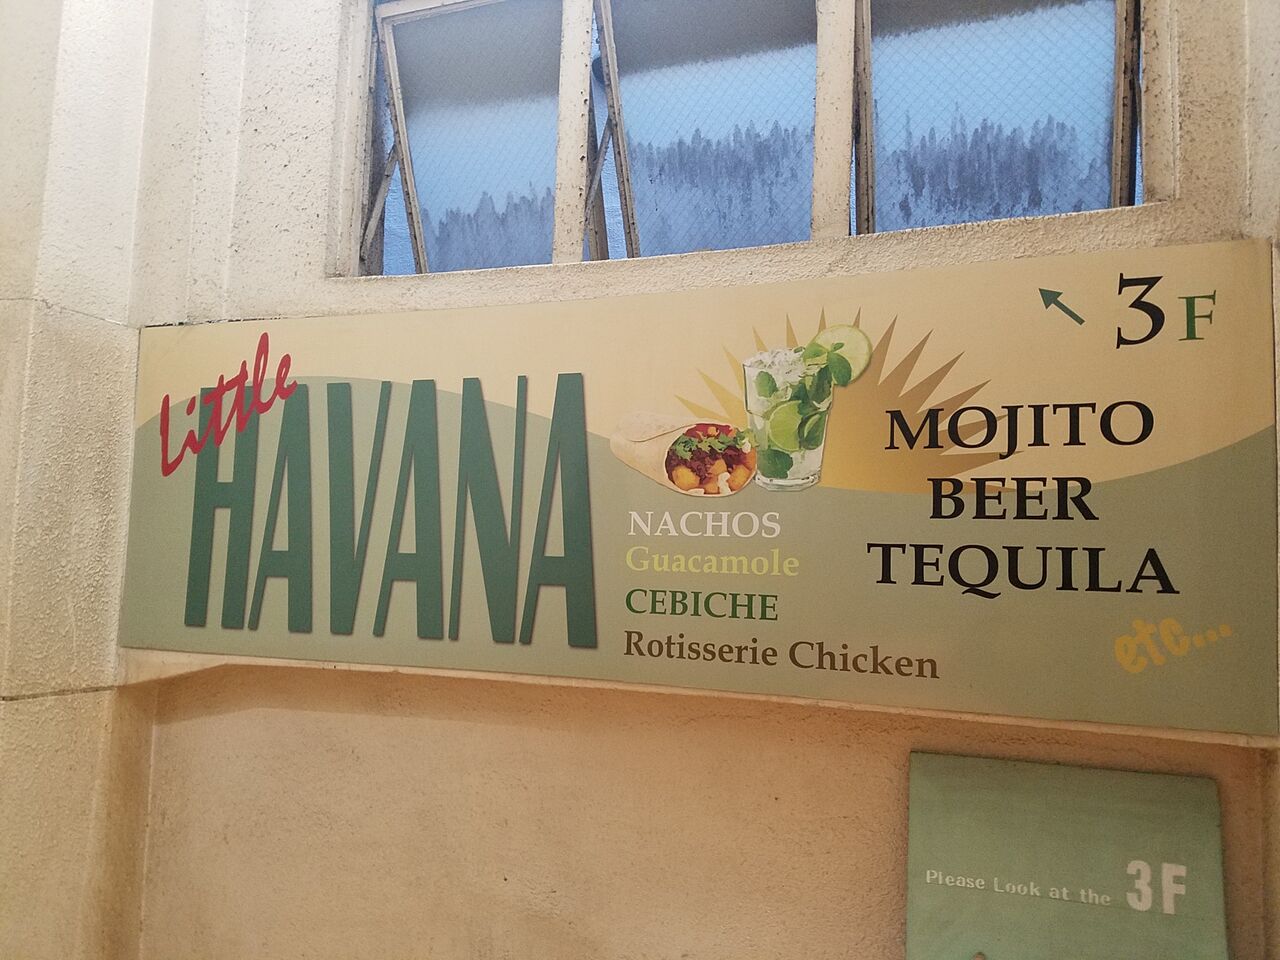 Little
HAVANA
NACHOS
Guacamole
CEBICHE
Rotisserie Chicken
3F
MOJITO
BEER
TEQUILA
etc...
Please Look at the 3F